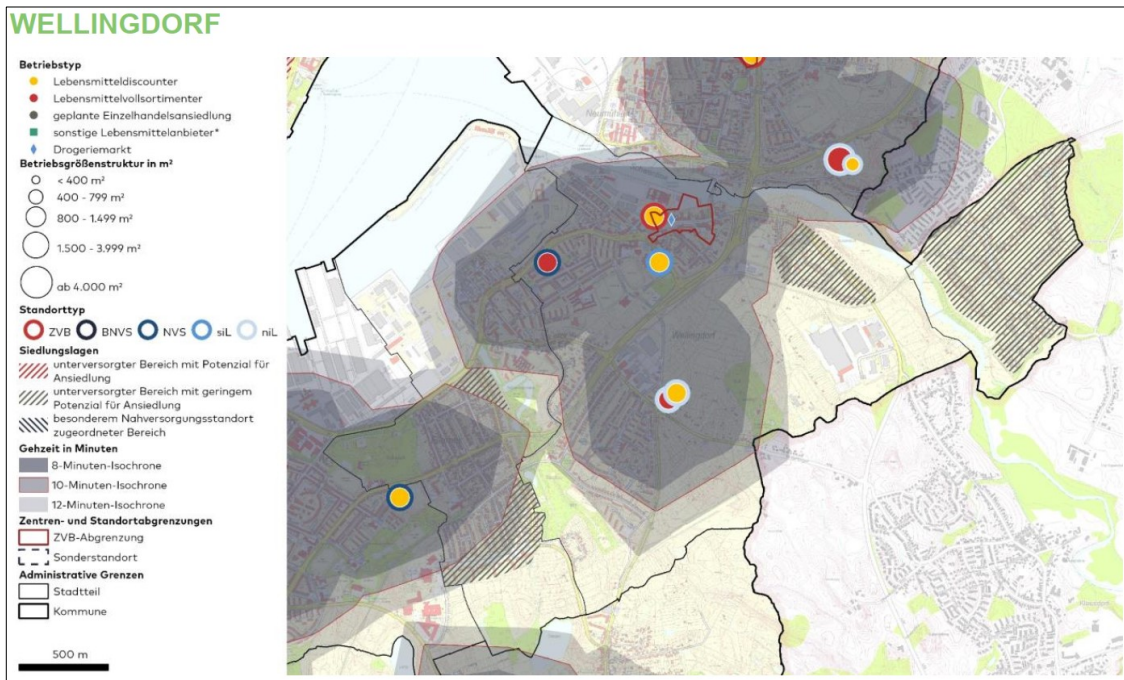 WELLINGDORF
Betriebstyp
Lebensmitteldiscounter
Lebensmittelvollsortimenter
geplante Einzelhandelsansiedlung
sonstige Lebensmittelanbieter*
Drogeriemarkt
Betriebsgrößenstruktur in m²
< 400 m²
400 - 799 m²
800 - 1.499 m²
1.500 - 3.999 m²
ab 4.000 m²
Standorttyp
ZVB BNVS NVS siL niL
Siedlungslagen
unterversorgter Bereich mit Potenzial für
Ansiedlung
unterversorgter Bereich mit geringem
Potenzial für Ansiedlung
besonderem Nahversorgungsstandort
zugeordneter Bereich
Gehzeit in Minuten
8-Minuten-Isochrone
10-Minuten-Isochrone
12-Minuten-Isochrone
Zentren- und Standortabgrenzungen
ZVB-Abgrenzung
Sonderstandort
Administrative Grenzen
Stadtteil
Kommune
500 m
Wellingdorf